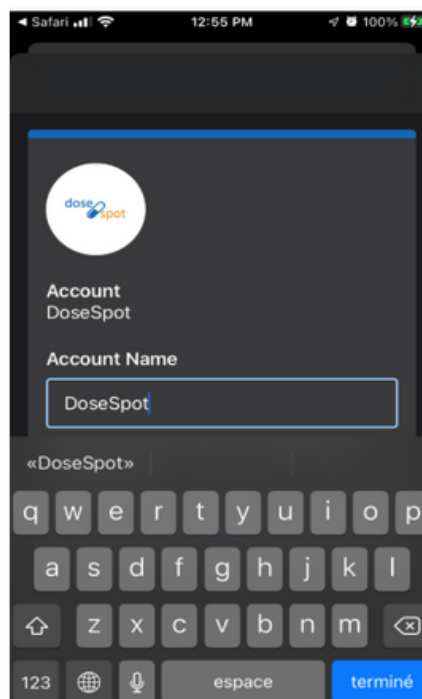 ◀ Safari 12:55 PM 100%
dose spot
Account
DoseSpot
Account Name
DoseSpot
«DoseSpot»
q w e r t y u i o p
a s d f g h j k l
z x c v b n m
123 espace terminé